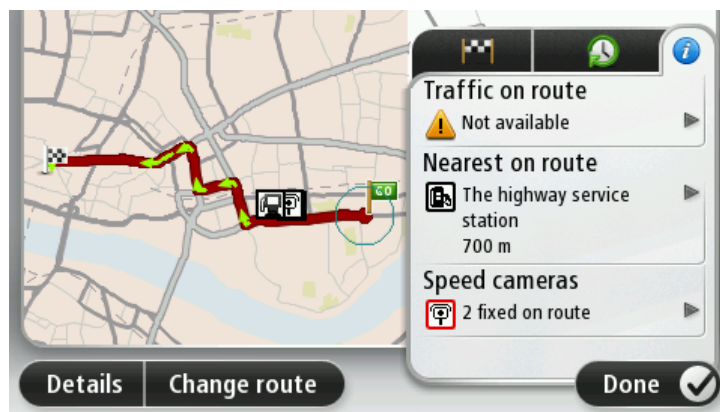 GO
Traffic on route
Not available
Nearest on route
The highway service
station
700 m
Speed cameras
2 fixed on route
Details
Change route
Done